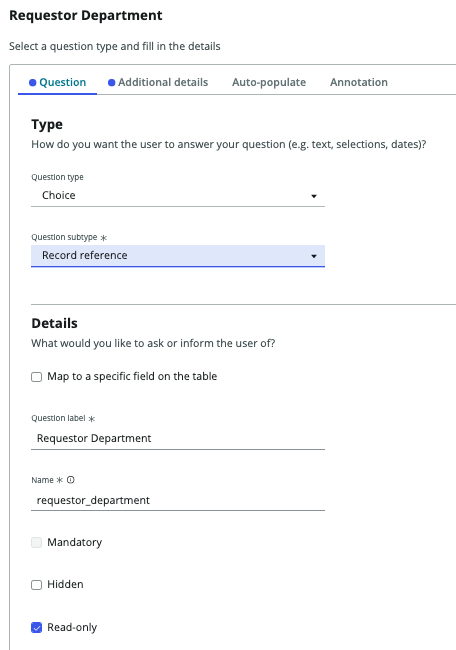 Requestor Department
Select a question type and fill in the details
Question Additional details Auto-populate Annotation
Type
How do you want the user to answer your question (e.g. text, selections, dates)?
Question type
Choice
Question subtype *
Record reference
Details
What would you like to ask or inform the user of?
Map to a specific field on the table
Question label *
Requestor Department
Name *
requestor_department
Mandatory
Hidden
Read-only